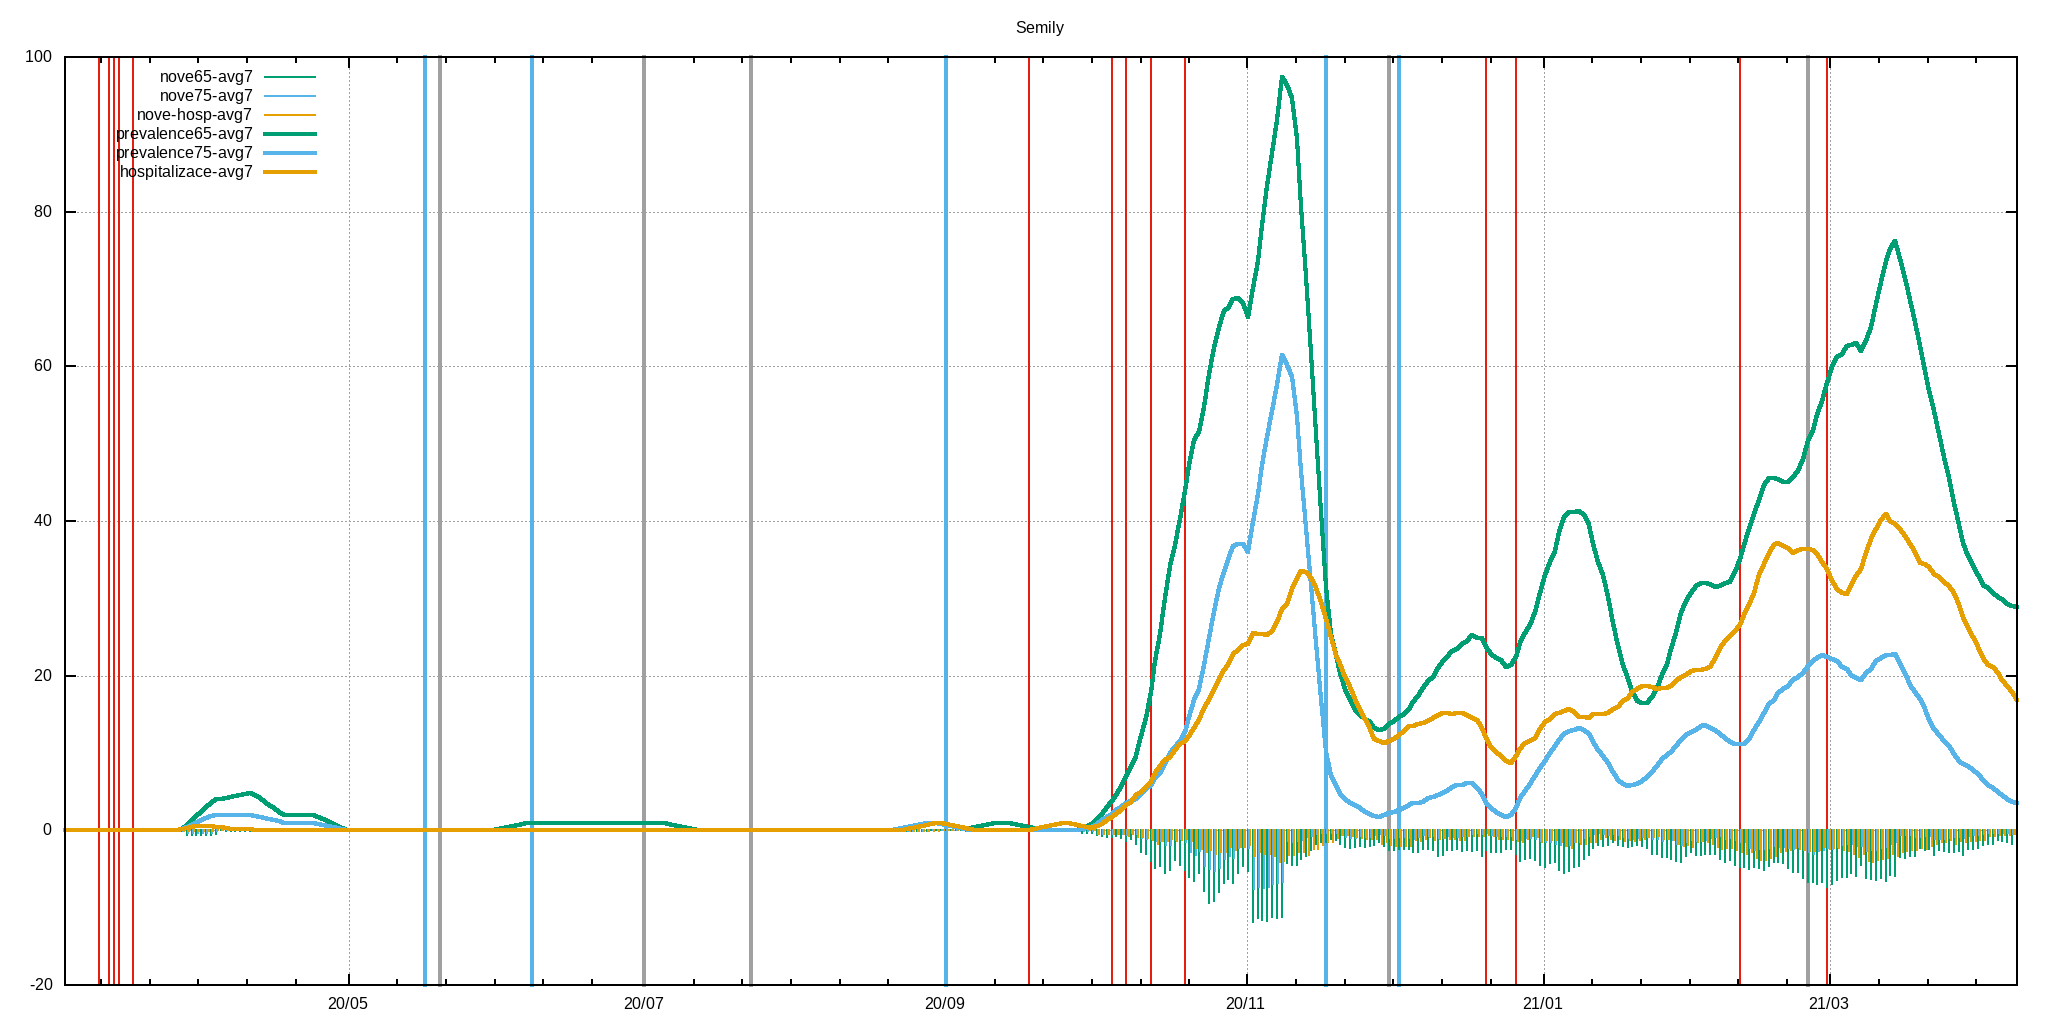 Semily
100
80
60
40
20
0
-20
nove65-avg7
nove75-avg7
nove-hosp-avg7
prevalence65-avg7
prevalence75-avg7
hospitalizace-avg7
20/05 20/07 20/09 20/11 21/01 21/03